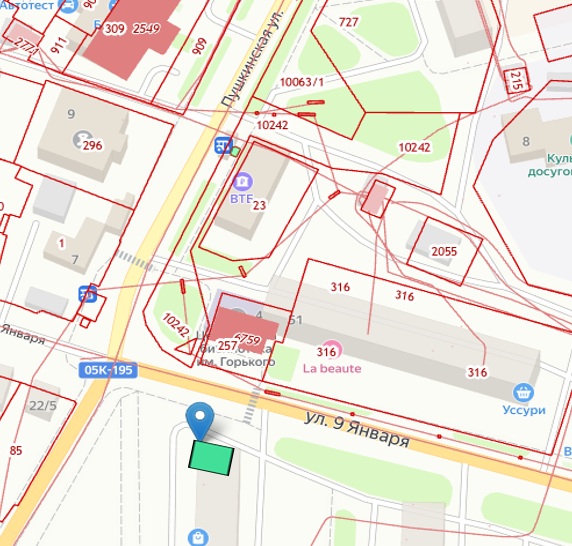 Автотест
309 2549
911
909
727
215
Пушкинская ул.
10063/1
10242
10242
9
296
8
Куль
досугов
ВТБ
23
1
7
2055
316
316
10242
4
51
6759
257
им. Горького
316
La beaute
316
Января
05К-195
22/5
Уссури
ул. 9 Января
85